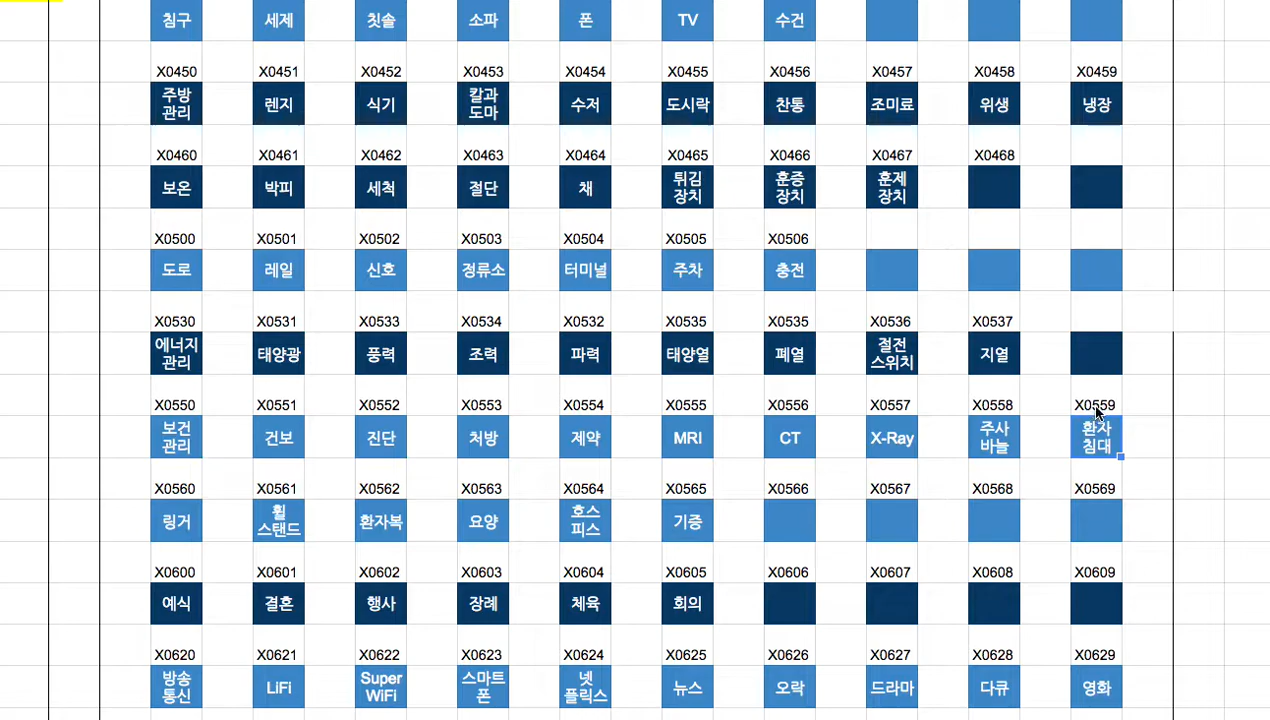 침구 세제 칫솔 소파 폰 TV 수건
X0450 X0451 X0452 X0453 X0454 X0455 X0456 X0457 X0458 X0459
주방 관리 렌지 식기 칼과 도마 수저 도시락 찬통 조미료 위생 냉장
X0460 X0461 X0462 X0463 X0464 X0465 X0466 X0467 X0468
보온 박피 세척 절단 채 튀김 장치 훈증 장치 훈제 장치
X0500 X0501 X0502 X0503 X0504 X0505 X0506
도로 레일 신호 정류소 터미널 주차 충전
X0530 X0531 X0533 X0534 X0532 X0535 X0535 X0536 X0537
에너지 관리 태양광 풍력 조력 파력 태양열 폐열 절전 스위치 지열
X0550 X0551 X0552 X0553 X0554 X0555 X0556 X0557 X0558 X0559
보건 관리 건보 진단 처방 제약 MRI CT X-Ray 주사 바늘 환자 침대
X0560 X0561 X0562 X0563 X0564 X0565 X0566 X0567 X0568 X0569
링거 휠 스탠드 환자복 요양 호스 피스 기증
X0600 X0601 X0602 X0603 X0604 X0605 X0606 X0607 X0608 X0609
예식 결혼 행사 장례 체육 회의
X0620 X0621 X0622 X0623 X0624 X0625 X0626 X0627 X0628 X0629
방송 통신 LiFi Super WiFi 스마트 폰 넷 플릭스 뉴스 오락 드라마 다큐 영화